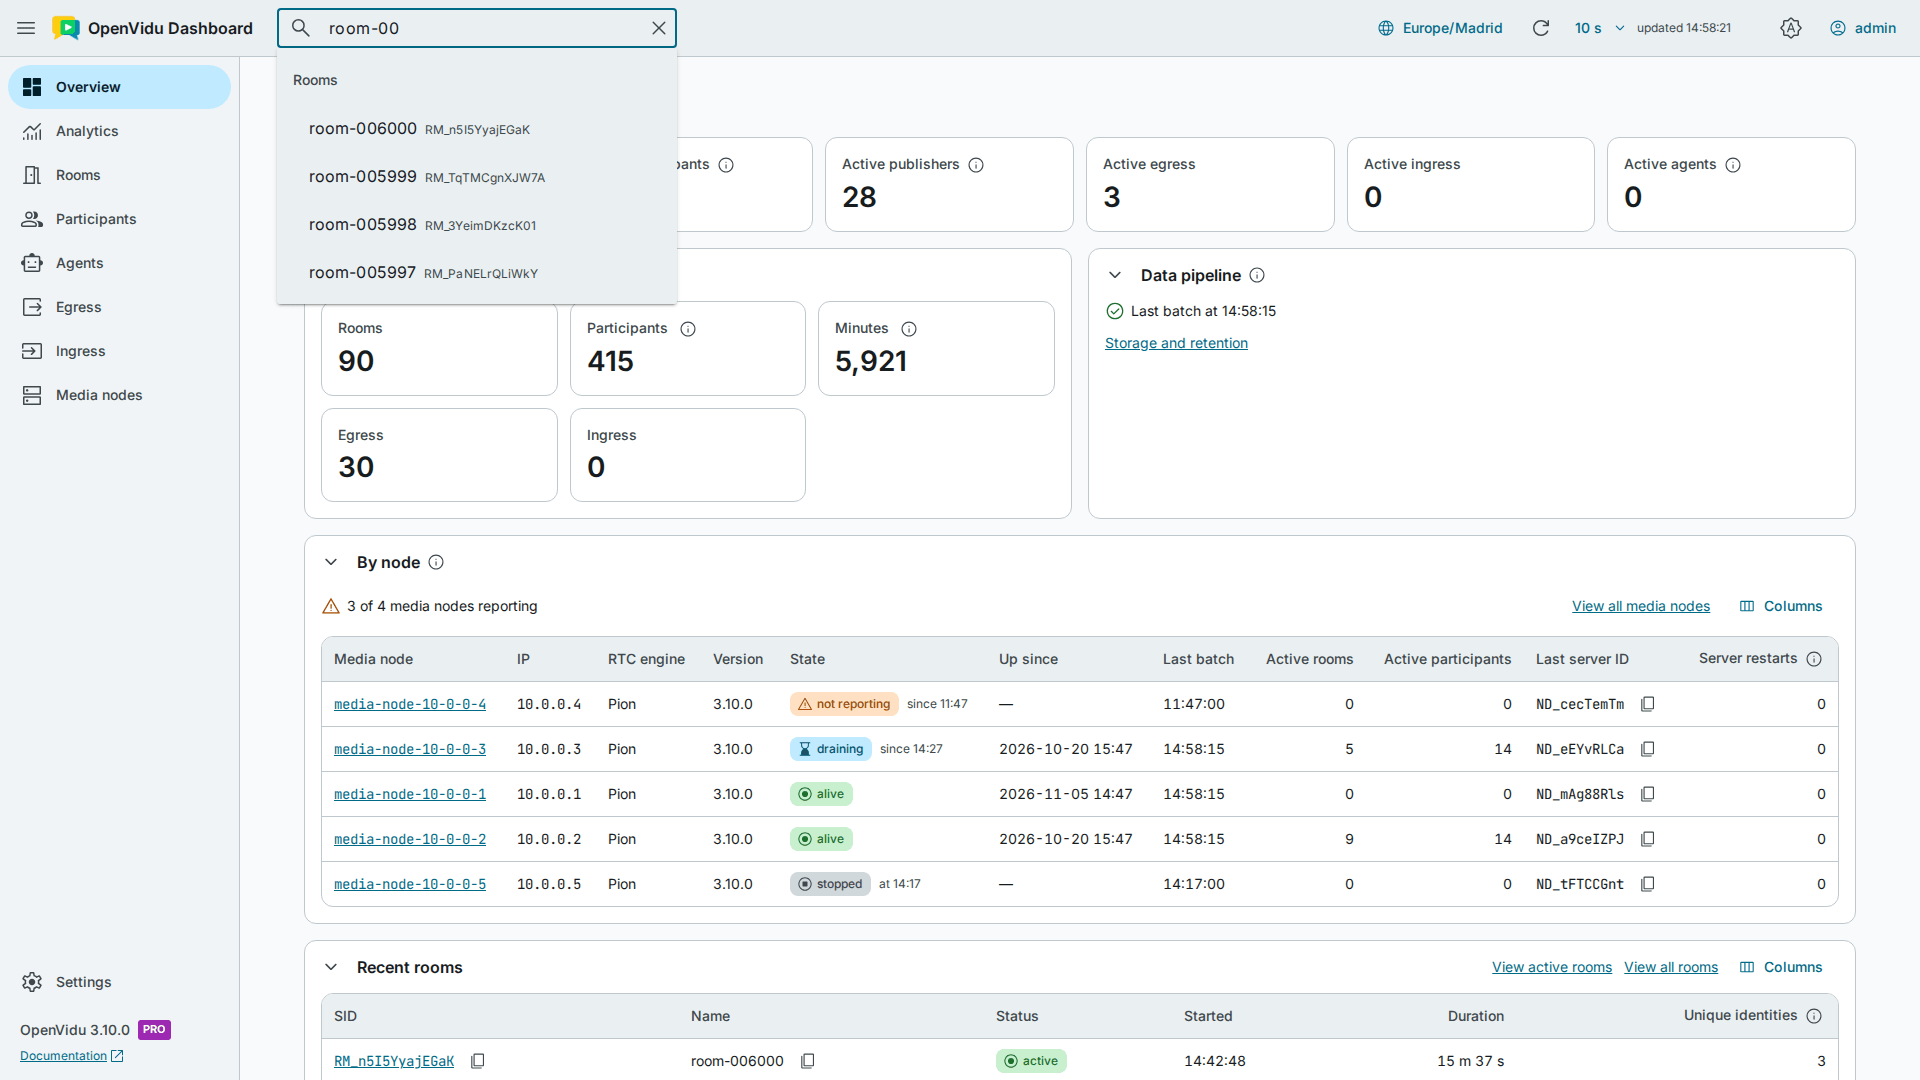 OpenVidu Dashboard
room-00
Europe/Madrid
10 s
updated 14:58:21
admin
Overview
Analytics
Rooms
Participants
Agents
Egress
Ingress
Media nodes
Settings
OpenVidu 3.10.0 PRO
Documentation
Rooms
room-006000 RM_n5I5YyajEGaK
room-005999 RM_TqTMCgnXJW7A
room-005998 RM_3YeimDKzcK01
room-005997 RM_PaNELrQLiWkY
Active publishers
28
Active egress
3
Active ingress
0
Active agents
0
Rooms
90
Participants
415
Minutes
5,921
Egress
30
Ingress
0
Data pipeline
Last batch at 14:58:15
Storage and retention
By node
3 of 4 media nodes reporting
View all media nodes
Columns
Media node IP RTC engine Version State Up since Last batch Active rooms Active participants Last server ID Server restarts
media-node-10-0-0-4 10.0.0.4 Pion 3.10.0 not reporting since 11:47 — 11:47:00 0 0 ND_cecTemTm 0
media-node-10-0-0-3 10.0.0.3 Pion 3.10.0 draining since 14:27 2026-10-20 15:47 14:58:15 5 14 ND_eEYvRLCa 0
media-node-10-0-0-1 10.0.0.1 Pion 3.10.0 alive 2026-11-05 14:47 14:58:15 0 0 ND_mAg88Rls 0
media-node-10-0-0-2 10.0.0.2 Pion 3.10.0 alive 2026-10-20 15:47 14:58:15 9 14 ND_a9ceIZPJ 0
media-node-10-0-0-5 10.0.0.5 Pion 3.10.0 stopped at 14:17 — 14:17:00 0 0 ND_tFTCCGnt 0
Recent rooms
View active rooms View all rooms Columns
SID Name Status Started Duration Unique identities
RM_n5I5YyajEGaK room-006000 active 14:42:48 15 m 37 s 3